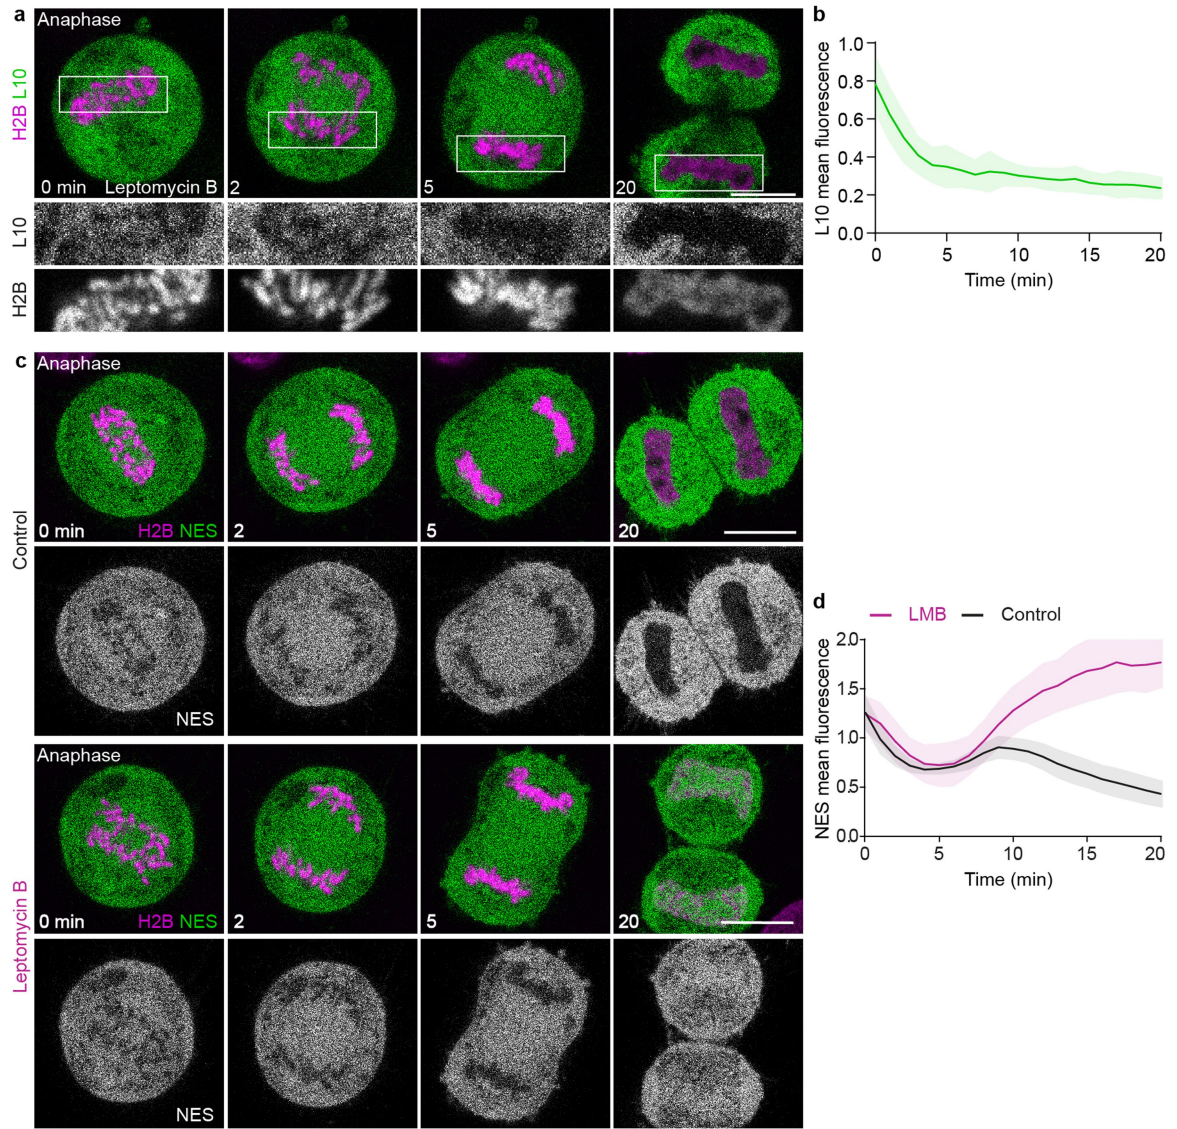 a
Anaphase
H2B L10
0 min
Leptomycin B
2
5
20
L10
H2B
b
L10 mean fluorescence
1.0
0.8
0.6
0.4
0.2
0.0
0
5
10
15
20
Time (min)
c
Anaphase
Control
0 min
H2B NES
2
5
20
NES
Anaphase
Leptomycin B
0 min
H2B NES
2
5
20
NES
d
LMB
Control
NES mean fluorescence
2.0
1.5
1.0
0.5
0.0
0
5
10
15
20
Time (min)